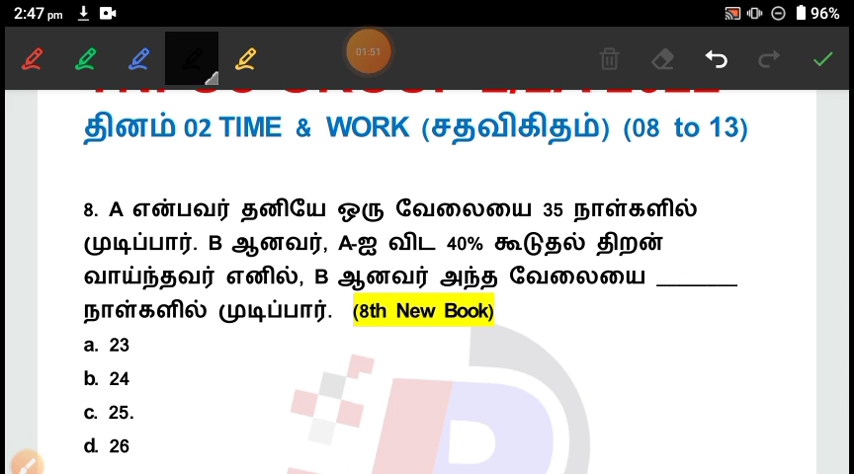 2:47 pm
96%
01:51
தினம் 02 TIME & WORK (சதவிகிதம்) (08 to 13)
8. A என்பவர் தனியே ஒரு வேலையை 35 நாள்களில்
முடிப்பார். B ஆனவர், A-ஐ விட 40% கூடுதல் திறன்
வாய்ந்தவர் எனில், B ஆனவர் அந்த வேலையை ________
நாள்களில் முடிப்பார். (8th New Book)
a. 23
b. 24
c. 25.
d. 26